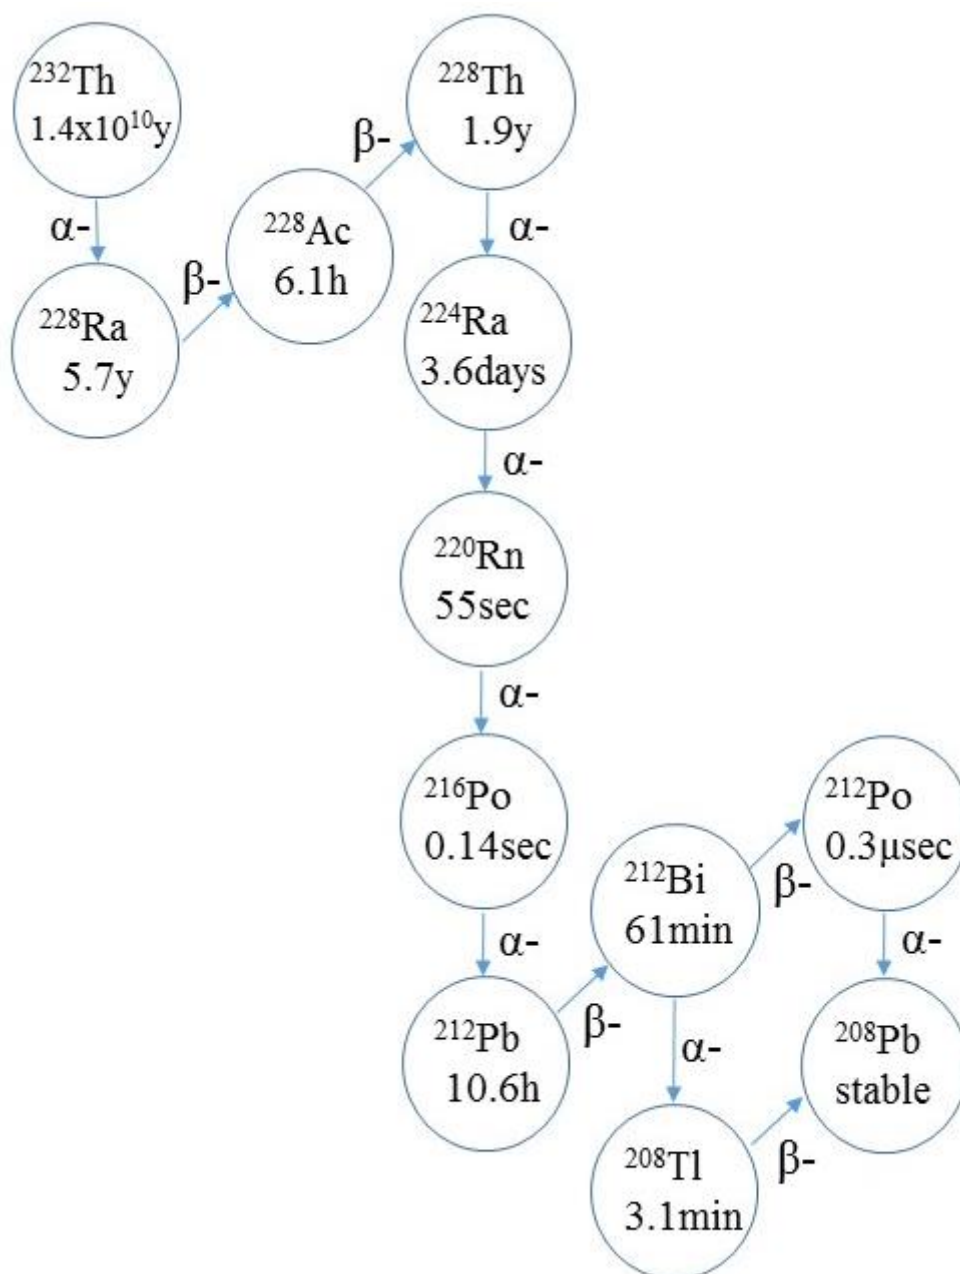 ²³²Th
1.4x10¹⁰y
α-
²²⁸Ra
5.7y
β-
²²⁸Ac
6.1h
β-
²²⁸Th
1.9y
α-
²²⁴Ra
3.6days
α-
²²⁰Rn
55sec
α-
²¹⁶Po
0.14sec
α-
²¹²Pb
10.6h
β-
²¹²Bi
61min
β-
²¹²Po
0.3μsec
α-
α-
²⁰⁸Tl
3.1min
β-
²⁰⁸Pb
stable